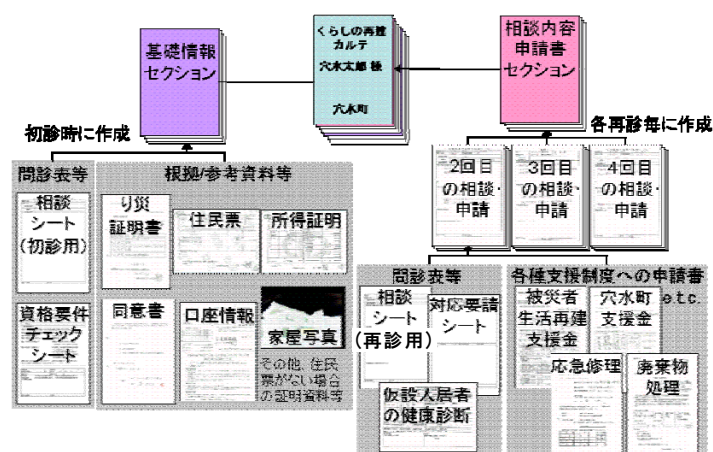 基礎情報
セクション
くらしの再建
カルテ
穴水太郎 様
穴水町
相談内容
申請書
セクション
初診時に作成
各再診毎に作成
問診表等
相談
シート
(初診用)
資格要件
チェック
シート
根拠/参考資料等
り災
証明書
住民票
所得証明
同意書
口座情報
家屋写真
その他、住民
票がない場合
の証明資料等
2回目
の相談・
申請
3回目
の相談・
申請
4回目
の相談・
申請
問診表等
相談
シート
(再診用)
対応要請
シート
仮設入居者
の健康診断
各種支援制度への申請書
etc.
被災者
生活再建
支援金
穴水町
支援金
応急修理
廃棄物
処理